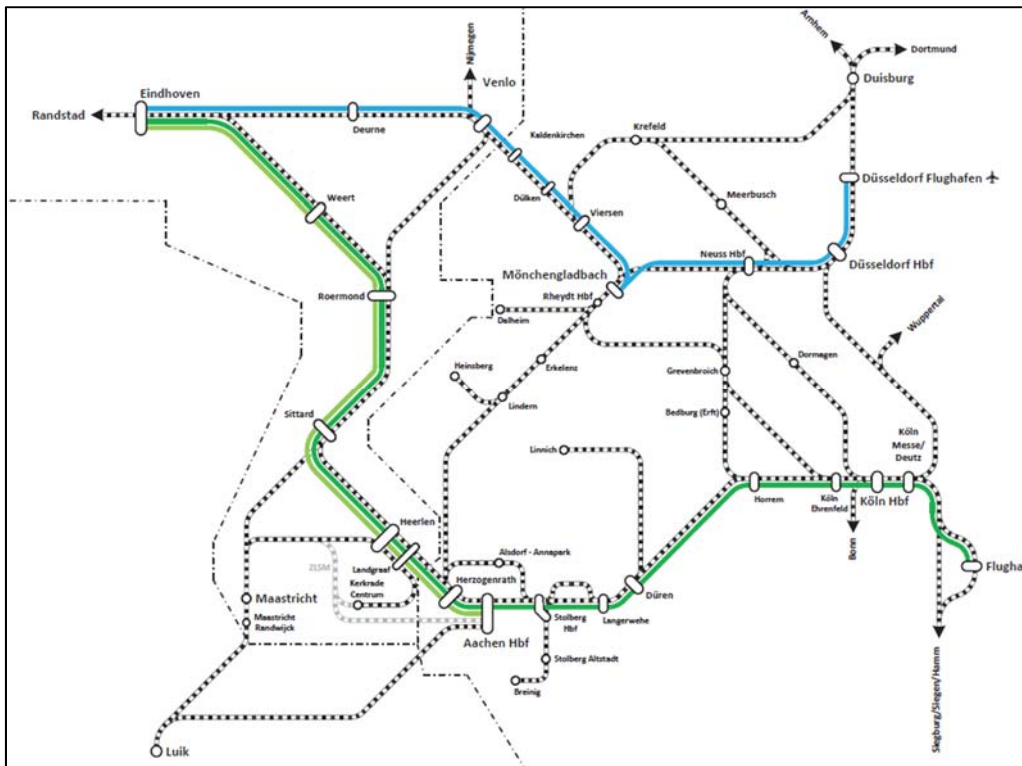 Arnhem
Dortmund
Nijmegen
Venlo
Duisburg
Eindhoven
Randstad
Deurne
Kaldenkirchen
Krefeld
Düsseldorf Flughafen
Dülken
Meerbusch
Weert
Viersen
Neuss Hbf
Düsseldorf Hbf
Mönchengladbach
Roermond
Rheydt Hbf
Dalheim
Wuppertal
Erkelenz
Dormagen
Heinsberg
Grevenbroich
Lindern
Bedburg (Erft)
Sittard
Köln
Messe/
Deutz
Linnich
Horrem
Köln
Ehrenfeld
Köln Hbf
Heerlen
Bonn
Alsdorf - Annapark
Landgraaf
ZLSM
Herzogenrath
Flugha
Kerkrade
Centrum
Düren
Maastricht
Stolberg
Hbf
Langerwehe
Maastricht
Randwijck
Aachen Hbf
Stolberg Altstadt
Breinig
Siegburg/Siegen/Hamm
Luik